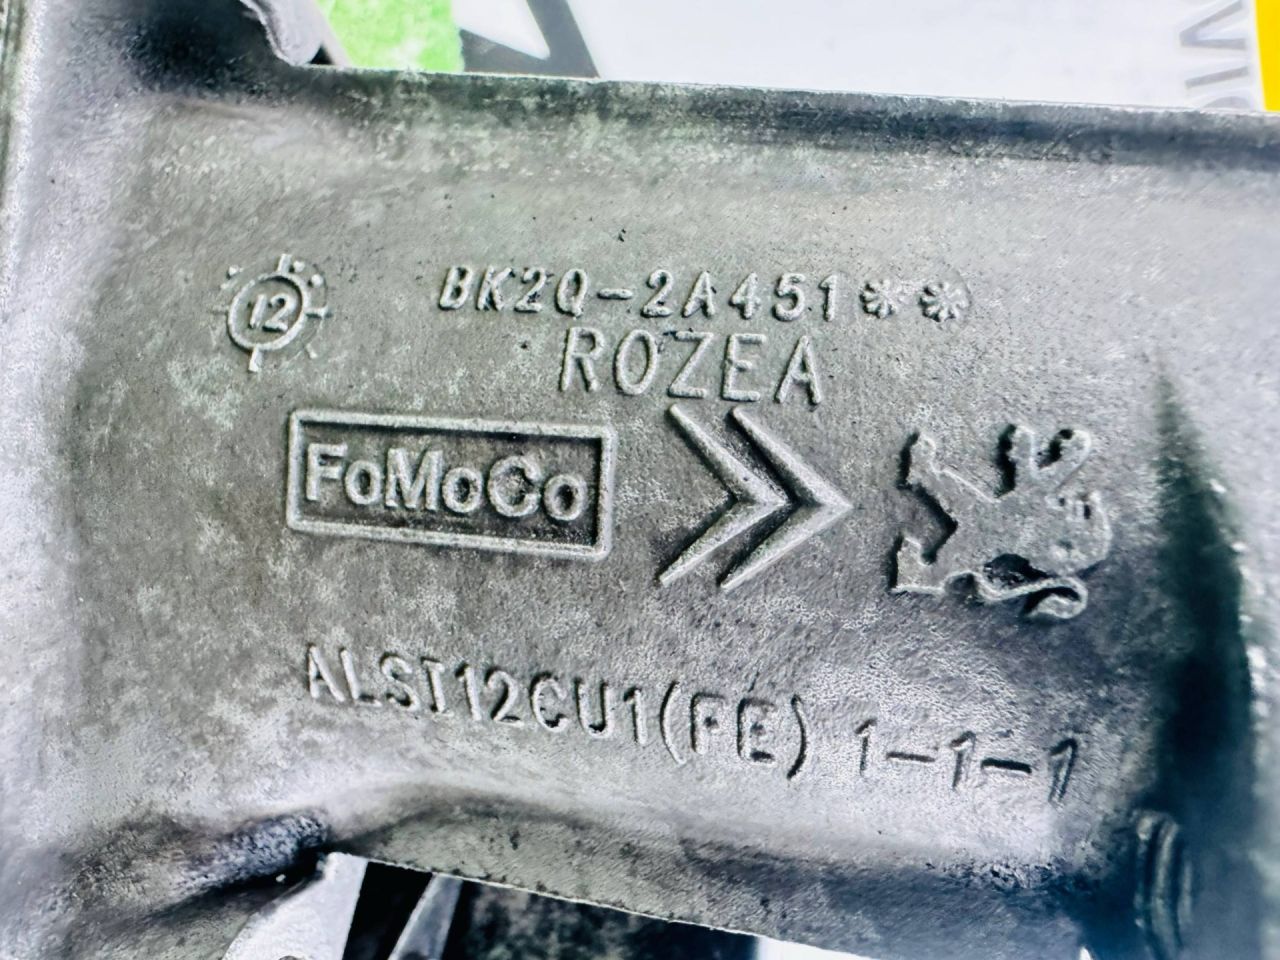 12
BK2Q-2A451**
ROZEA
FoMoCo
ALST12CU1(FE) 1-1-1